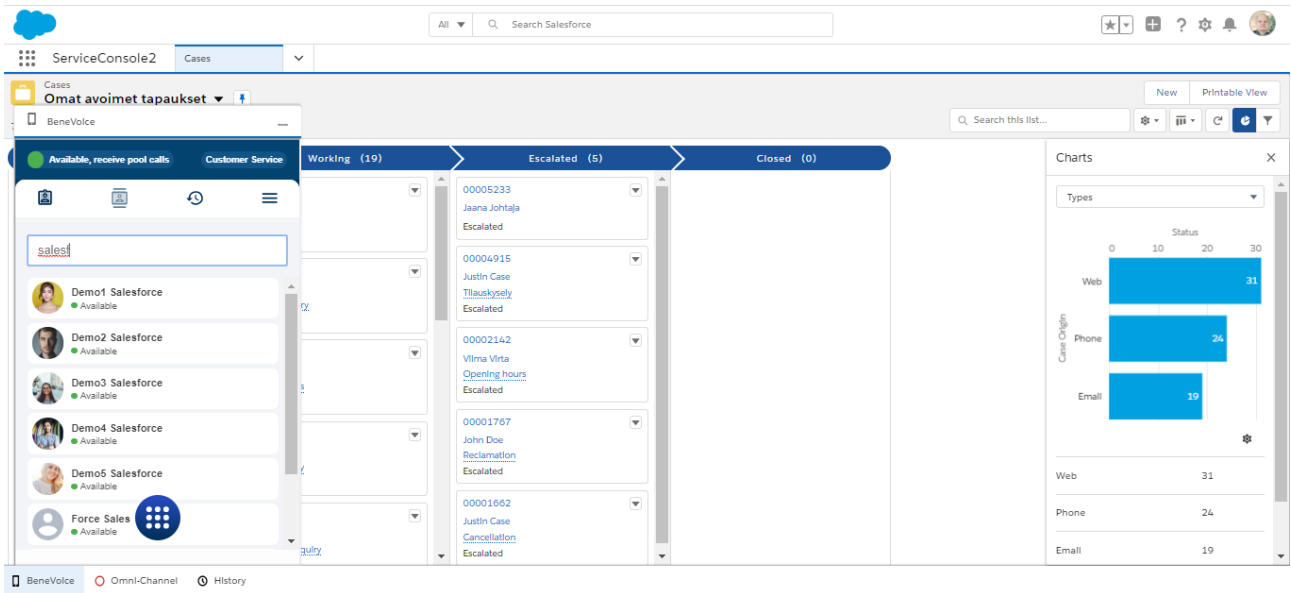 All
Search Salesforce
ServiceConsole2
Cases
Cases
Omat avoimet tapaukset
New
Printable View
Search this list...
BeneVoice
Available, receive pool calls
Customer Service
salesf
Demo1 Salesforce
Available
Demo2 Salesforce
Available
Demo3 Salesforce
Available
Demo4 Salesforce
Available
Demo5 Salesforce
Available
Force Sales
Available
Working (19)
Escalated (5)
Closed (0)
00005233
Jaana Johtaja
Escalated
00004915
Justin Case
Tilauskysely
Escalated
00002142
Vilma Virta
Opening hours
Escalated
00001767
John Doe
Reclamation
Escalated
00001662
Justin Case
Cancellation
Escalated
Charts
Types
Status
0 10 20 30
Case Origin
Web 31
Phone 24
Email 19
Web 31
Phone 24
Email 19
BeneVoice
Omni-Channel
History